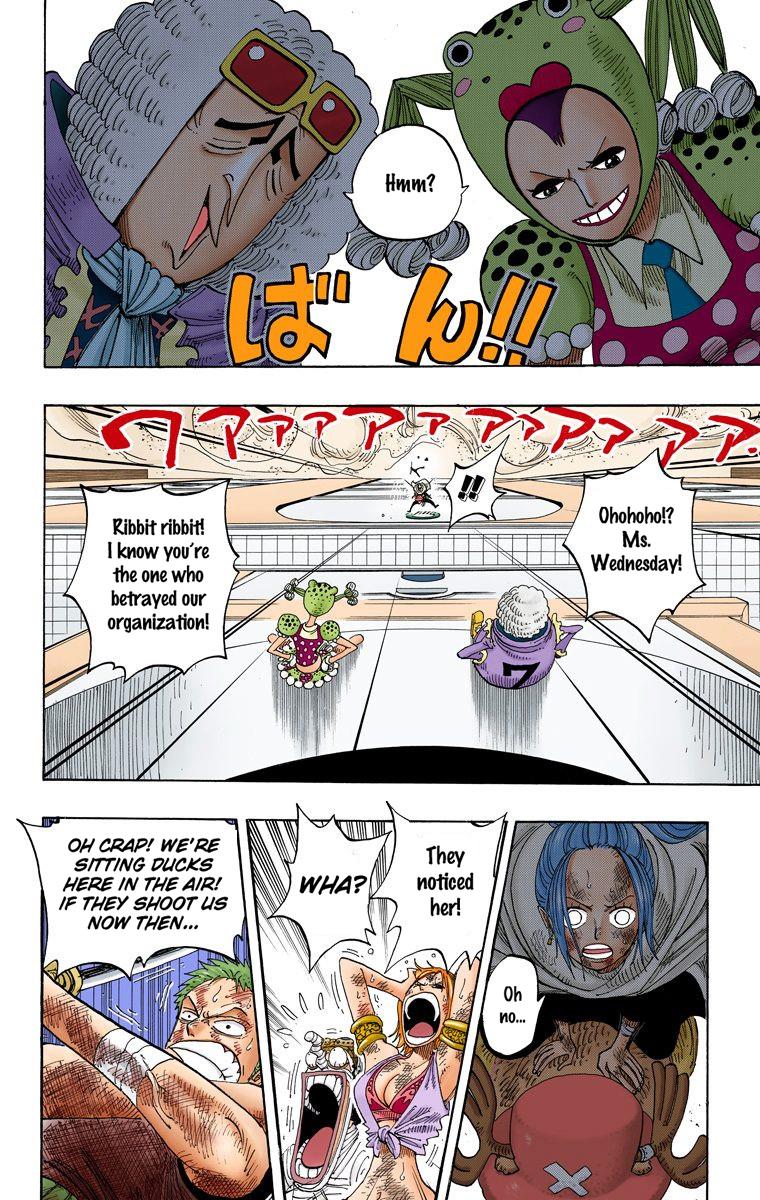 Hmm?
ばん!!
!!
Ohohoho!?
Ms.
Wednesday!
Ribbit ribbit!
I know you're
the one who
betrayed our
organization!
7
Oh
no...
They
noticed
her!
WHA?
OH CRAP! WE'RE
SITTING DUCKS
HERE IN THE AIR!
IF THEY SHOOT US
NOW THEN...